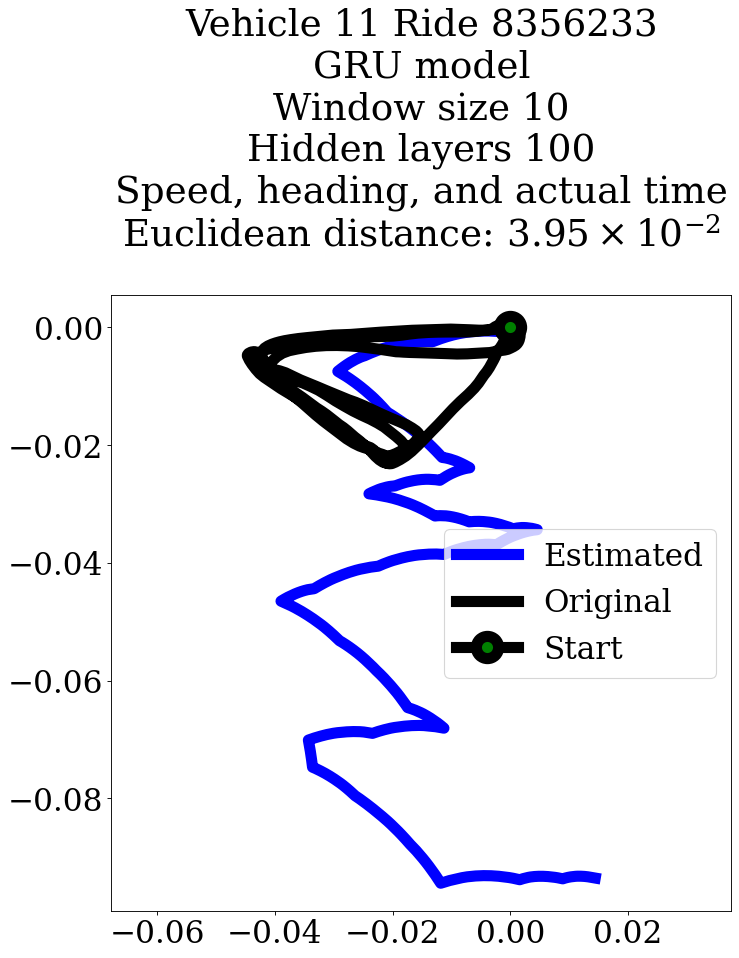 Vehicle 11 Ride 8356233
GRU model
Window size 10
Hidden layers 100
Speed, heading, and actual time
Euclidean distance: 3.95 × 10⁻²
0.00
−0.02
−0.04
−0.06
−0.08
Estimated
Original
Start
−0.06 −0.04 −0.02 0.00 0.02